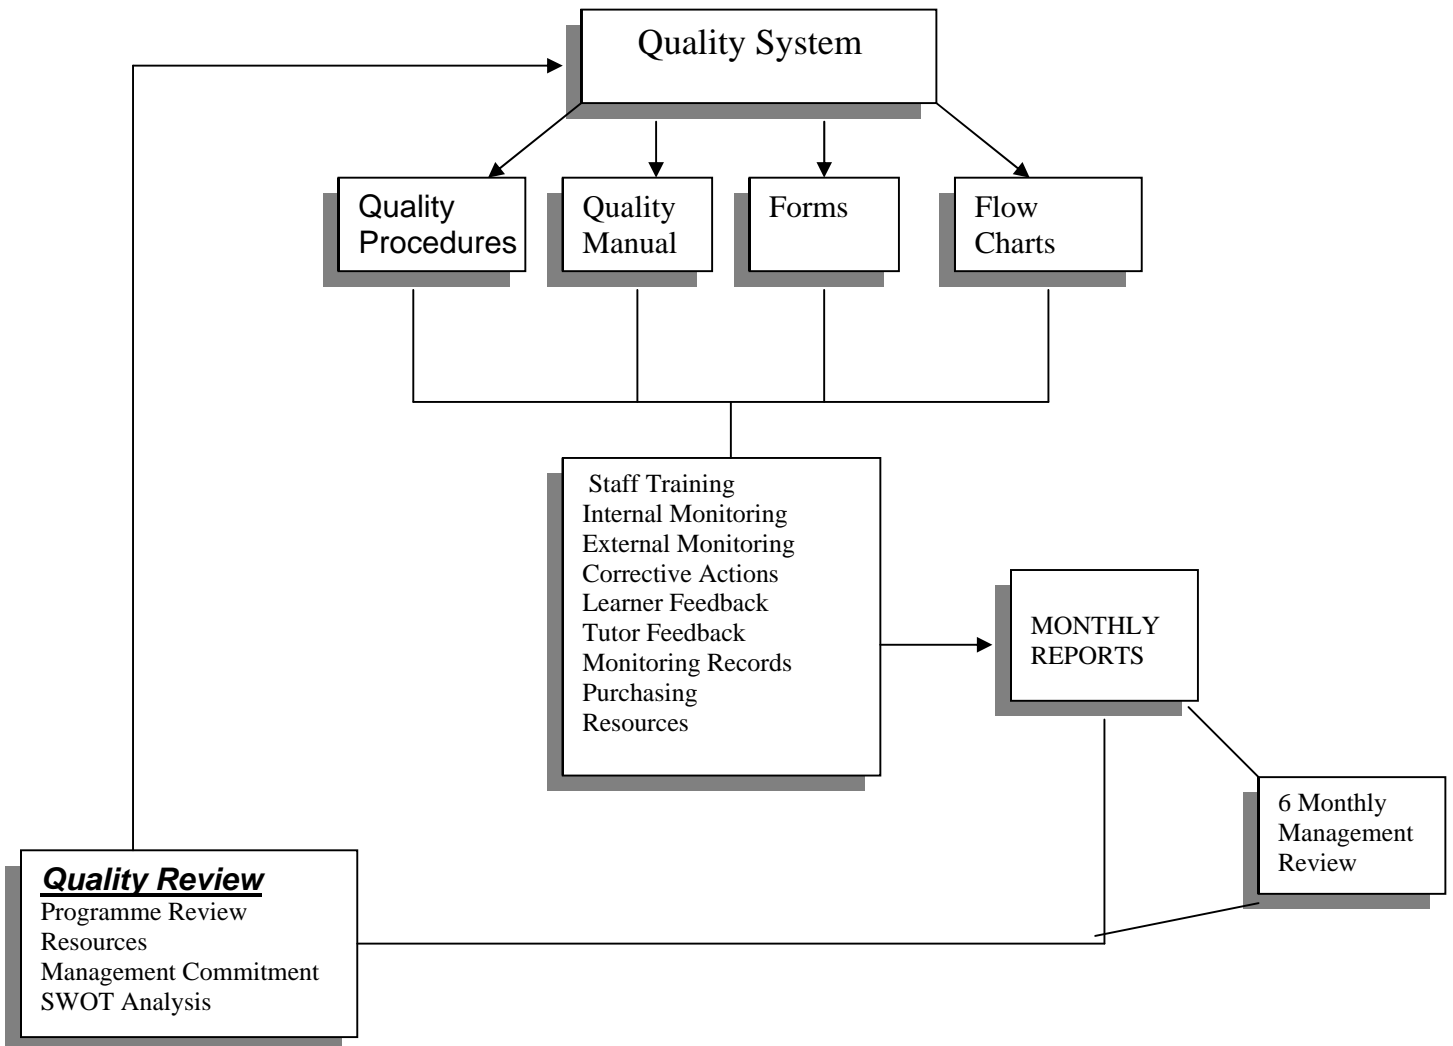 Quality System
Quality
Procedures
Quality
Manual
Forms
Flow
Charts
Staff Training
Internal Monitoring
External Monitoring
Corrective Actions
Learner Feedback
Tutor Feedback
Monitoring Records
Purchasing
Resources
MONTHLY
REPORTS
6 Monthly
Management
Review
Quality Review
Programme Review
Resources
Management Commitment
SWOT Analysis